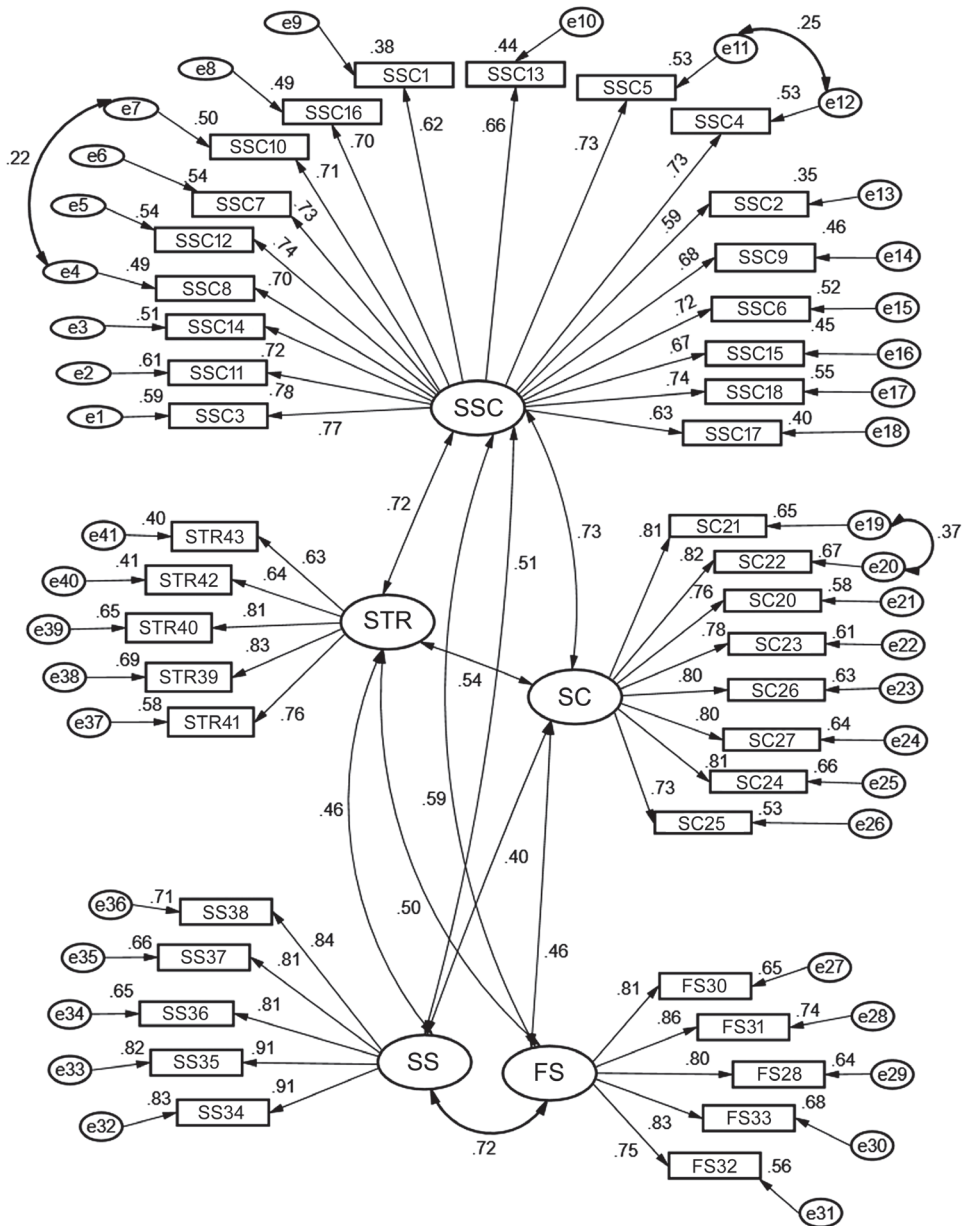 e9
e10
.25
.38
.44
.53
e11
SSC1
SSC13
e8
SSC5
.49
e12
.53
SSC16
e7
SSC4
.50
.62
.66
.70
.73
SSC10
.22
e6
.71
.73
54
.35
e13
SSC7
SSC2
.73
.59
e5
.54
.46
SSC12
.74
e14
SSC9
.68
e4
.49
.70
SSC8
.52
.72
SSC6
e15
.51
.45
e3
SSC14
.67
SSC15
e16
.72
.61
.55
e2
SSC11
.74
SSC18
e17
.78
.59
SSC
.63
.40
e1
SSC3
.77
SSC17
e18
.72
.73
.51
.40
.65
e41
STR43
.81
SC21
e19
.37
.63
.41
.82
SC22
.67
e20
e40
STR42
.64
.76
SC20
.58
e21
.65
.81
STR
e39
STR40
.78
SC23
.61
e22
.69
.83
.54
e38
STR39
SC
.80
SC26
.63
e23
.58
.76
e37
STR41
.80
SC27
.64
e24
.81
.66
SC24
e25
.46
.59
.73
.53
SC25
e26
.40
.71
e36
SS38
.50
.84
.66
.46
e35
SS37
.81
.65
e27
FS30
.81
.65
.81
e34
SS36
.86
.74
FS31
e28
.82
.91
SS
FS
.80
.64
e33
SS35
FS28
e29
.83
.91
.68
e32
SS34
.83
FS33
e30
.72
.75
.56
FS32
e31